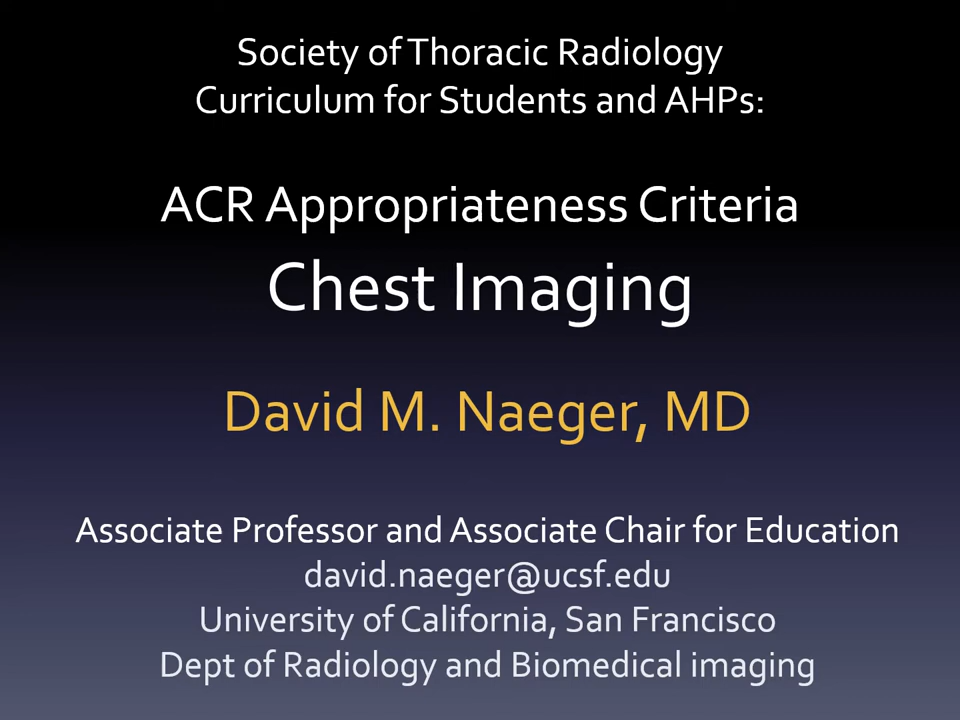 Society of Thoracic Radiology
Curriculum for Students and AHPs:
ACR Appropriateness Criteria
Chest Imaging
David M. Naeger, MD
Associate Professor and Associate Chair for Education
david.naeger@ucsf.edu
University of California, San Francisco
Dept of Radiology and Biomedical imaging